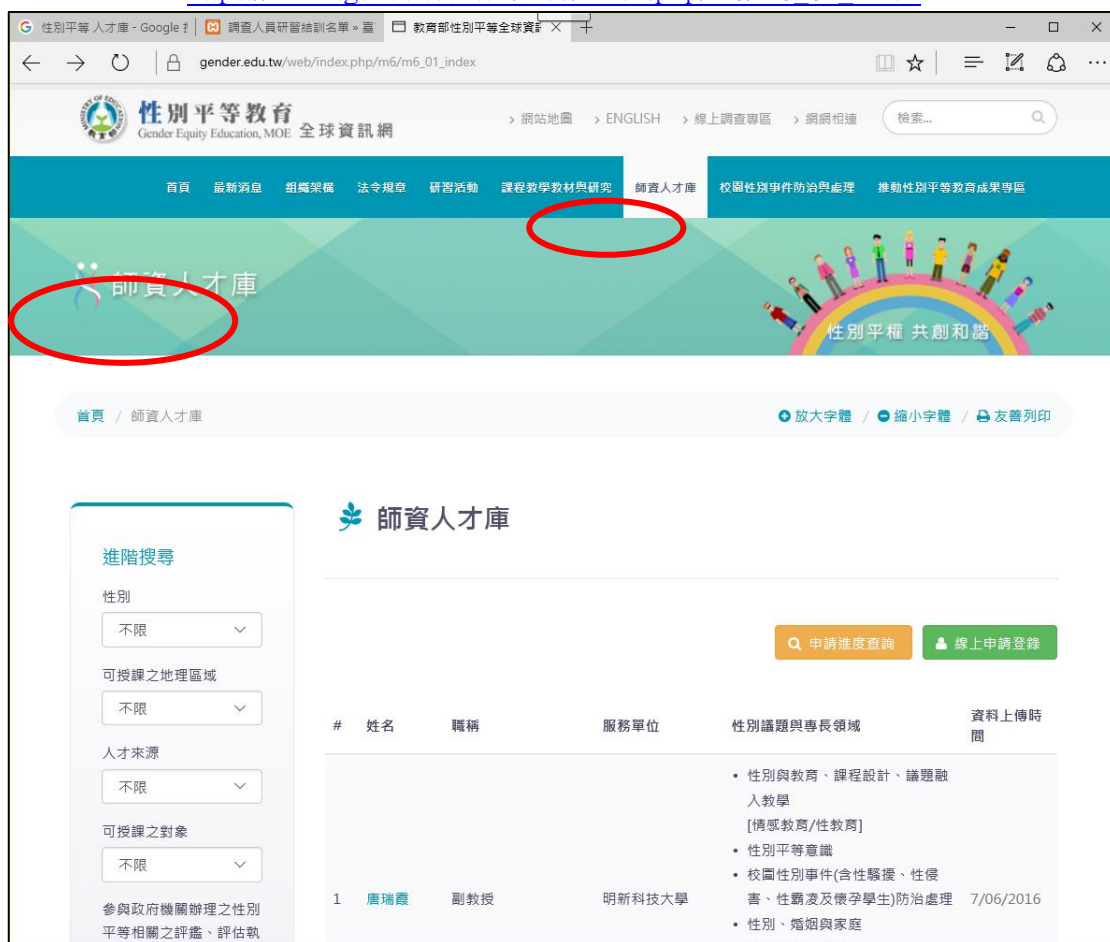 性別平等 人才庫 - Google
調查人員研習結訓名單 » 臺
教育部性別平等全球資訊
gender.edu.tw/web/index.php/m6/m6_01_index
性別平等教育
Gender Equity Education, MOE 全球資訊網
> 網站地圖 > ENGLISH > 線上調查專區 > 網網相連 檢索...
首頁 最新消息 組織架構 法令規章 研習活動 課程教學教材與研究 師資人才庫 校園性別事件防治與處理 推動性別平等教育成果專區
師資人才庫
性別平權 共創和諧
首頁 / 師資人才庫
放大字體 / 縮小字體 / 友善列印
師資人才庫
進階搜尋
性別
不限
可授課之地理區域
不限
人才來源
不限
可授課之對象
不限
參與政府機關辦理之性別
平等相關之評鑑、評估執
申請進度查詢 線上申請登錄
# 姓名 職稱 服務單位 性別議題與專長領域 資料上傳時
間
• 性別與教育、課程設計、議題融
入教學
[情感教育/性教育]
• 性別平等意識
• 校園性別事件(含性騷擾、性侵
1 唐瑞霞 副教授 明新科技大學 害、性霸凌及懷孕學生)防治處理 7/06/2016
• 性別、婚姻與家庭